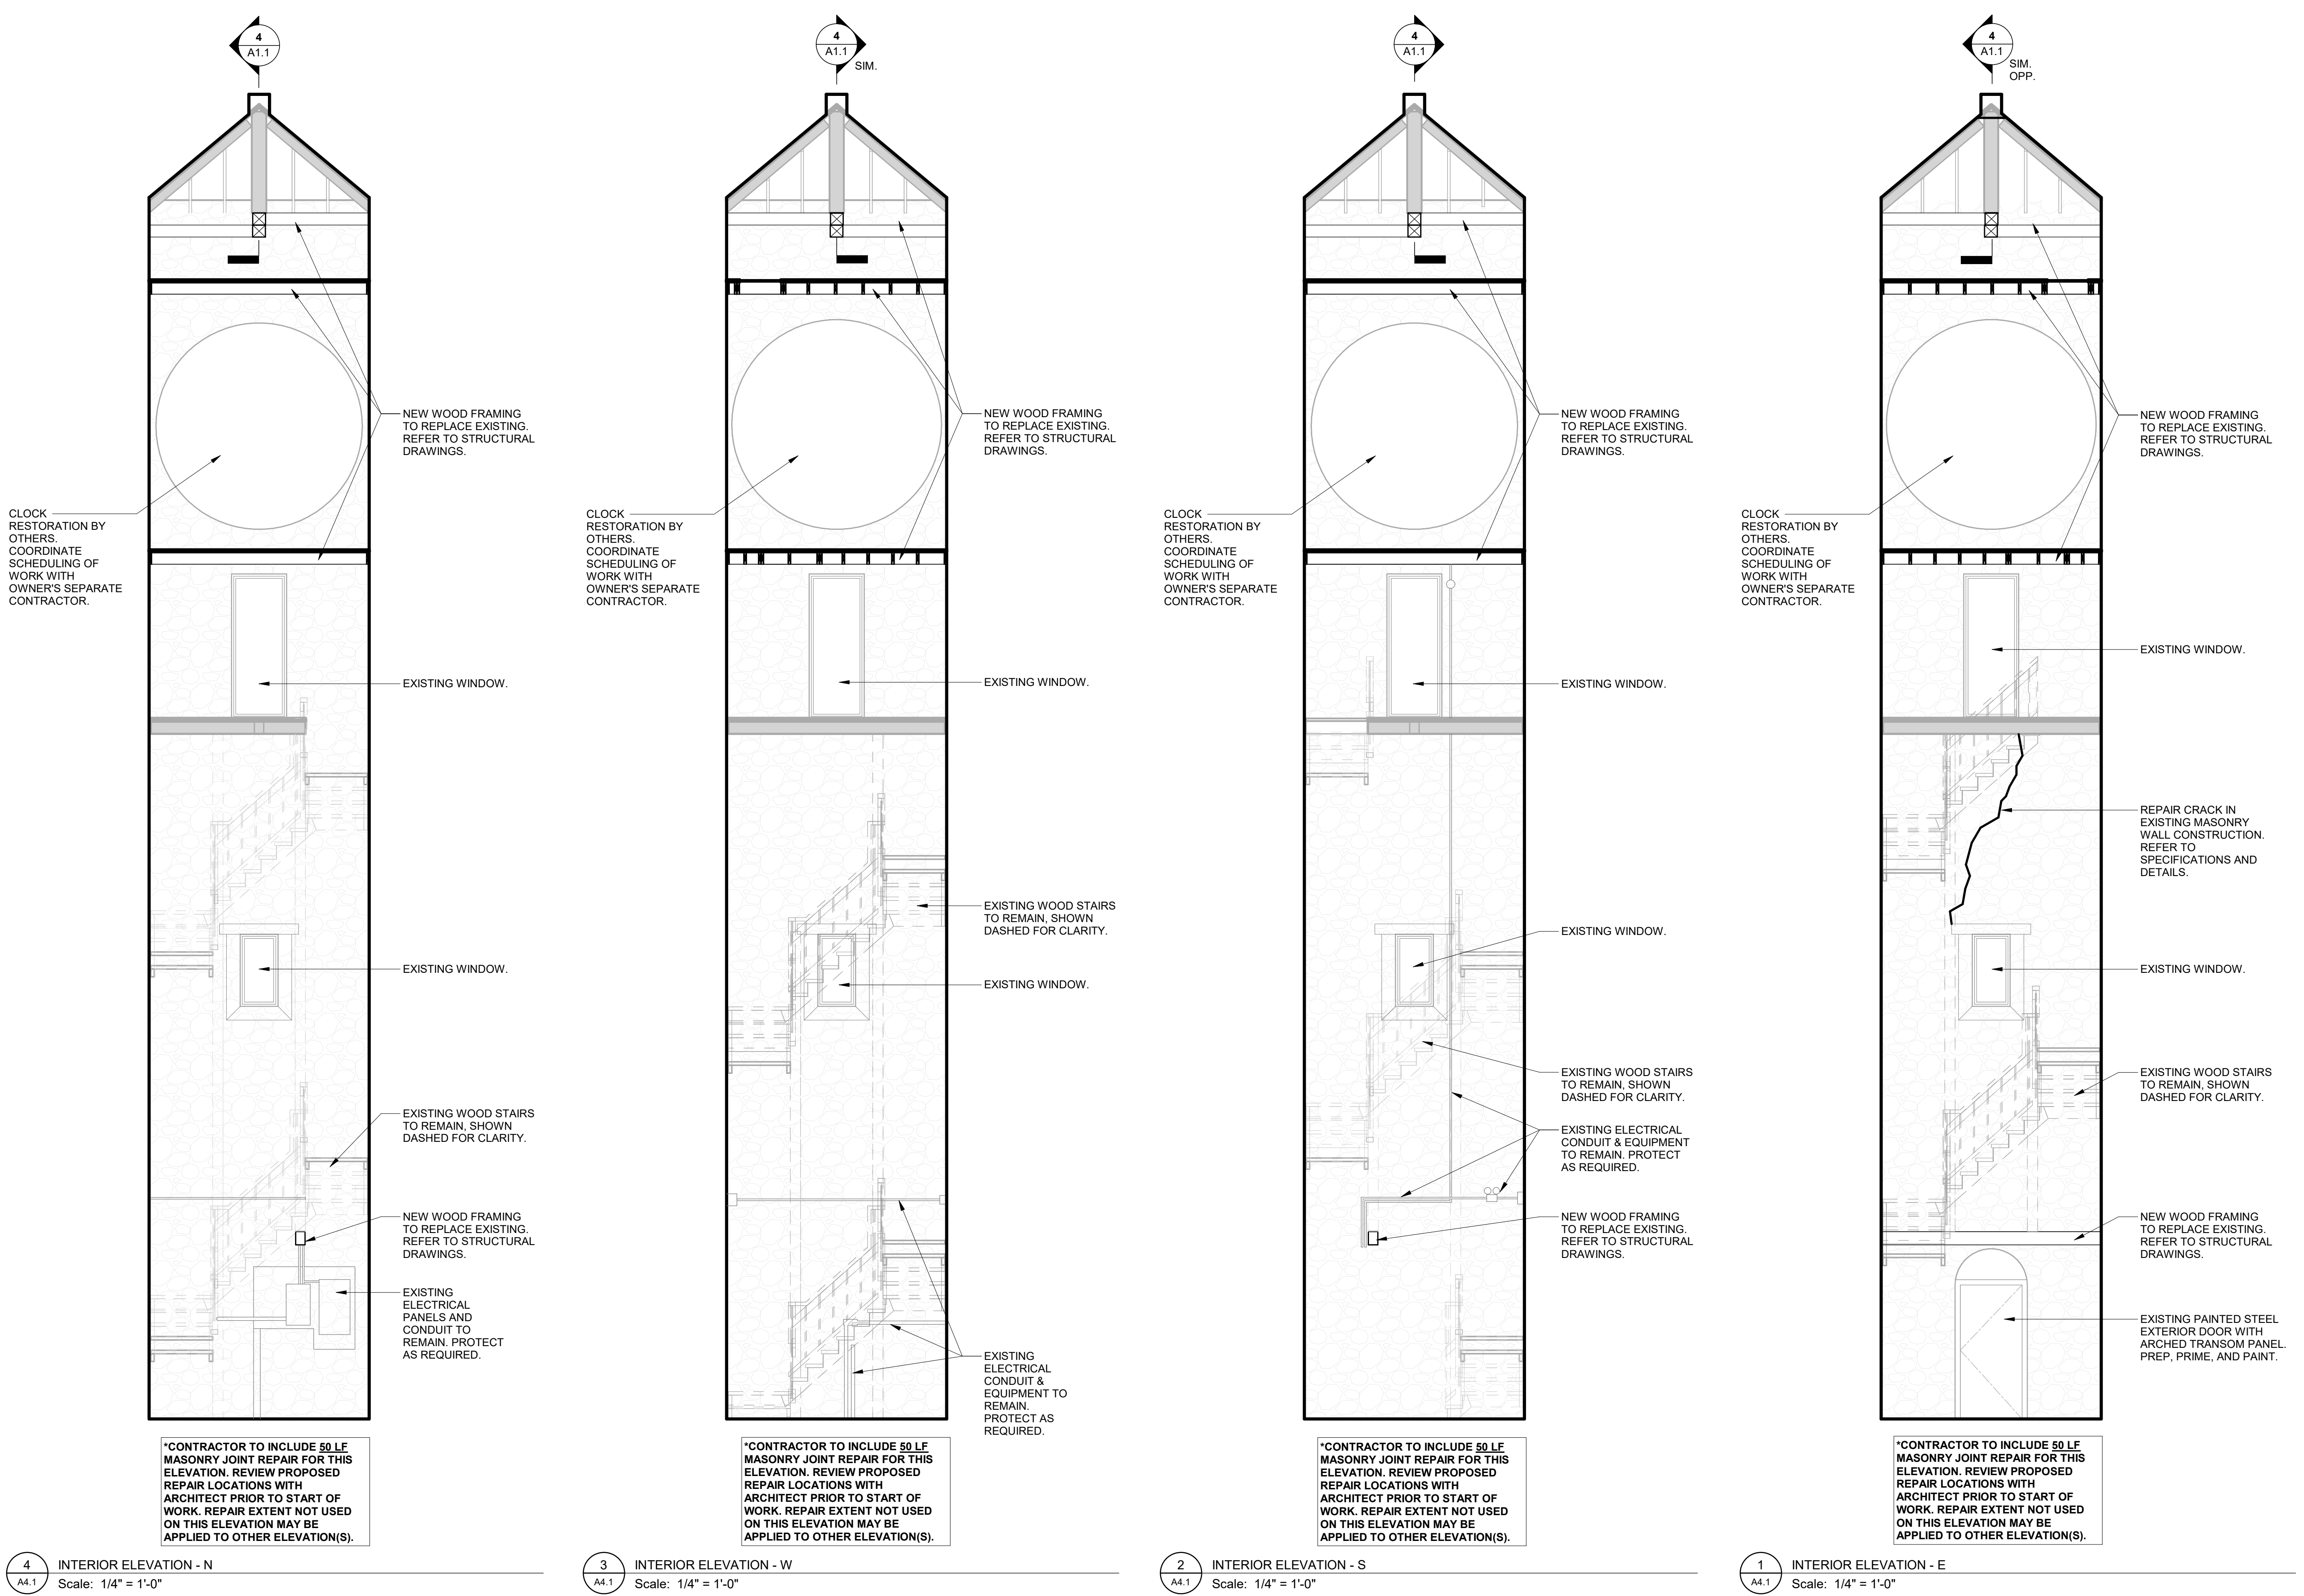 4
A1.1
4
A1.1
SIM.
4
A1.1
4
A1.1
SIM.
OPP.
NEW WOOD FRAMING
TO REPLACE EXISTING.
REFER TO STRUCTURAL
DRAWINGS.
CLOCK
RESTORATION BY
OTHERS.
COORDINATE
SCHEDULING OF
WORK WITH
OWNER'S SEPARATE
CONTRACTOR.
EXISTING WINDOW.
EXISTING WINDOW.
EXISTING WOOD STAIRS
TO REMAIN, SHOWN
DASHED FOR CLARITY.
NEW WOOD FRAMING
TO REPLACE EXISTING.
REFER TO STRUCTURAL
DRAWINGS.
EXISTING
ELECTRICAL
PANELS AND
CONDUIT TO
REMAIN. PROTECT
AS REQUIRED.
*CONTRACTOR TO INCLUDE 50 LF
MASONRY JOINT REPAIR FOR THIS
ELEVATION. REVIEW PROPOSED
REPAIR LOCATIONS WITH
ARCHITECT PRIOR TO START OF
WORK. REPAIR EXTENT NOT USED
ON THIS ELEVATION MAY BE
APPLIED TO OTHER ELEVATION(S).
4
A4.1
INTERIOR ELEVATION - N
Scale: 1/4" = 1'-0"
NEW WOOD FRAMING
TO REPLACE EXISTING.
REFER TO STRUCTURAL
DRAWINGS.
CLOCK
RESTORATION BY
OTHERS.
COORDINATE
SCHEDULING OF
WORK WITH
OWNER'S SEPARATE
CONTRACTOR.
EXISTING WINDOW.
EXISTING WOOD STAIRS
TO REMAIN, SHOWN
DASHED FOR CLARITY.
EXISTING WINDOW.
EXISTING
ELECTRICAL
CONDUIT &
EQUIPMENT TO
REMAIN.
PROTECT AS
REQUIRED.
*CONTRACTOR TO INCLUDE 50 LF
MASONRY JOINT REPAIR FOR THIS
ELEVATION. REVIEW PROPOSED
REPAIR LOCATIONS WITH
ARCHITECT PRIOR TO START OF
WORK. REPAIR EXTENT NOT USED
ON THIS ELEVATION MAY BE
APPLIED TO OTHER ELEVATION(S).
3
A4.1
INTERIOR ELEVATION - W
Scale: 1/4" = 1'-0"
NEW WOOD FRAMING
TO REPLACE EXISTING.
REFER TO STRUCTURAL
DRAWINGS.
CLOCK
RESTORATION BY
OTHERS.
COORDINATE
SCHEDULING OF
WORK WITH
OWNER'S SEPARATE
CONTRACTOR.
EXISTING WINDOW.
EXISTING WINDOW.
EXISTING WOOD STAIRS
TO REMAIN, SHOWN
DASHED FOR CLARITY.
EXISTING ELECTRICAL
CONDUIT & EQUIPMENT
TO REMAIN. PROTECT
AS REQUIRED.
NEW WOOD FRAMING
TO REPLACE EXISTING.
REFER TO STRUCTURAL
DRAWINGS.
*CONTRACTOR TO INCLUDE 50 LF
MASONRY JOINT REPAIR FOR THIS
ELEVATION. REVIEW PROPOSED
REPAIR LOCATIONS WITH
ARCHITECT PRIOR TO START OF
WORK. REPAIR EXTENT NOT USED
ON THIS ELEVATION MAY BE
APPLIED TO OTHER ELEVATION(S).
2
A4.1
INTERIOR ELEVATION - S
Scale: 1/4" = 1'-0"
NEW WOOD FRAMING
TO REPLACE EXISTING.
REFER TO STRUCTURAL
DRAWINGS.
CLOCK
RESTORATION BY
OTHERS.
COORDINATE
SCHEDULING OF
WORK WITH
OWNER'S SEPARATE
CONTRACTOR.
EXISTING WINDOW.
REPAIR CRACK IN
EXISTING MASONRY
WALL CONSTRUCTION.
REFER TO
SPECIFICATIONS AND
DETAILS.
EXISTING WINDOW.
EXISTING WOOD STAIRS
TO REMAIN, SHOWN
DASHED FOR CLARITY.
NEW WOOD FRAMING
TO REPLACE EXISTING.
REFER TO STRUCTURAL
DRAWINGS.
EXISTING PAINTED STEEL
EXTERIOR DOOR WITH
ARCHED TRANSOM PANEL.
PREP, PRIME, AND PAINT.
*CONTRACTOR TO INCLUDE 50 LF
MASONRY JOINT REPAIR FOR THIS
ELEVATION. REVIEW PROPOSED
REPAIR LOCATIONS WITH
ARCHITECT PRIOR TO START OF
WORK. REPAIR EXTENT NOT USED
ON THIS ELEVATION MAY BE
APPLIED TO OTHER ELEVATION(S).
1
A4.1
INTERIOR ELEVATION - E
Scale: 1/4" = 1'-0"